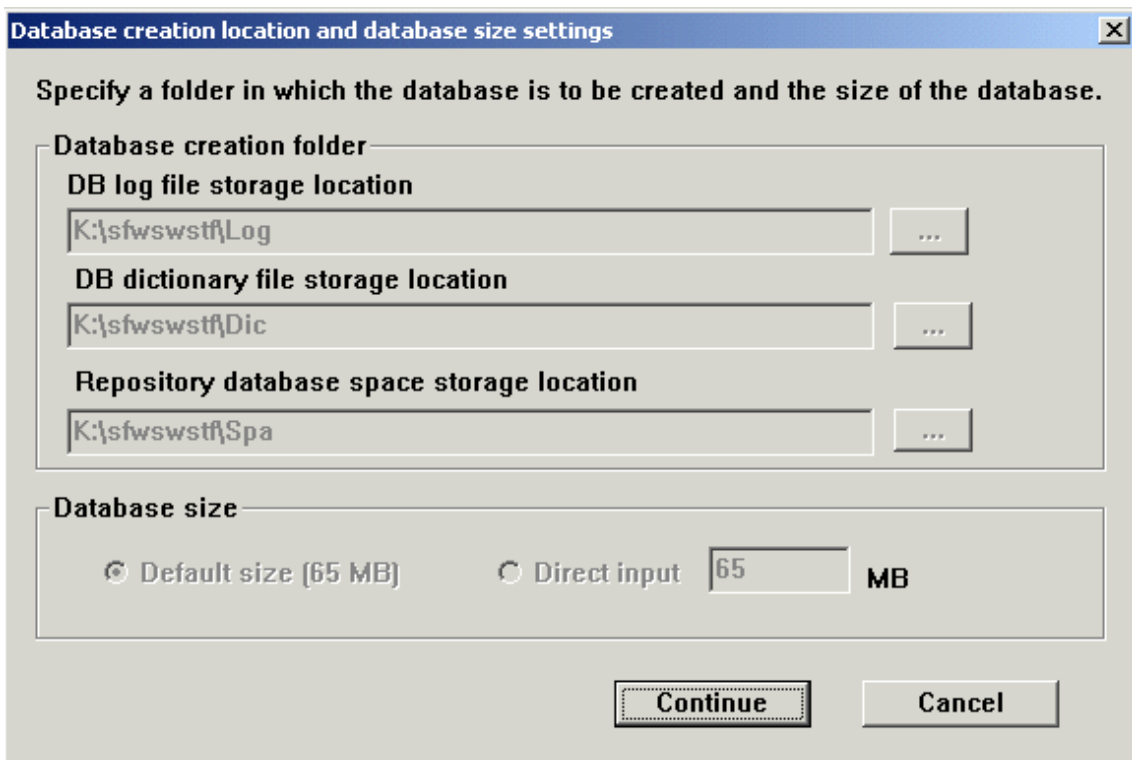 Database creation location and database size settings
Specify a folder in which the database is to be created and the size of the database.
Database creation folder
DB log file storage location
K:\sfwswstf\Log
...
DB dictionary file storage location
K:\sfwswstf\Dic
...
Repository database space storage location
K:\sfwswstf\Spa
...
Database size
Default size (65 MB) Direct input 65 MB
Continue Cancel